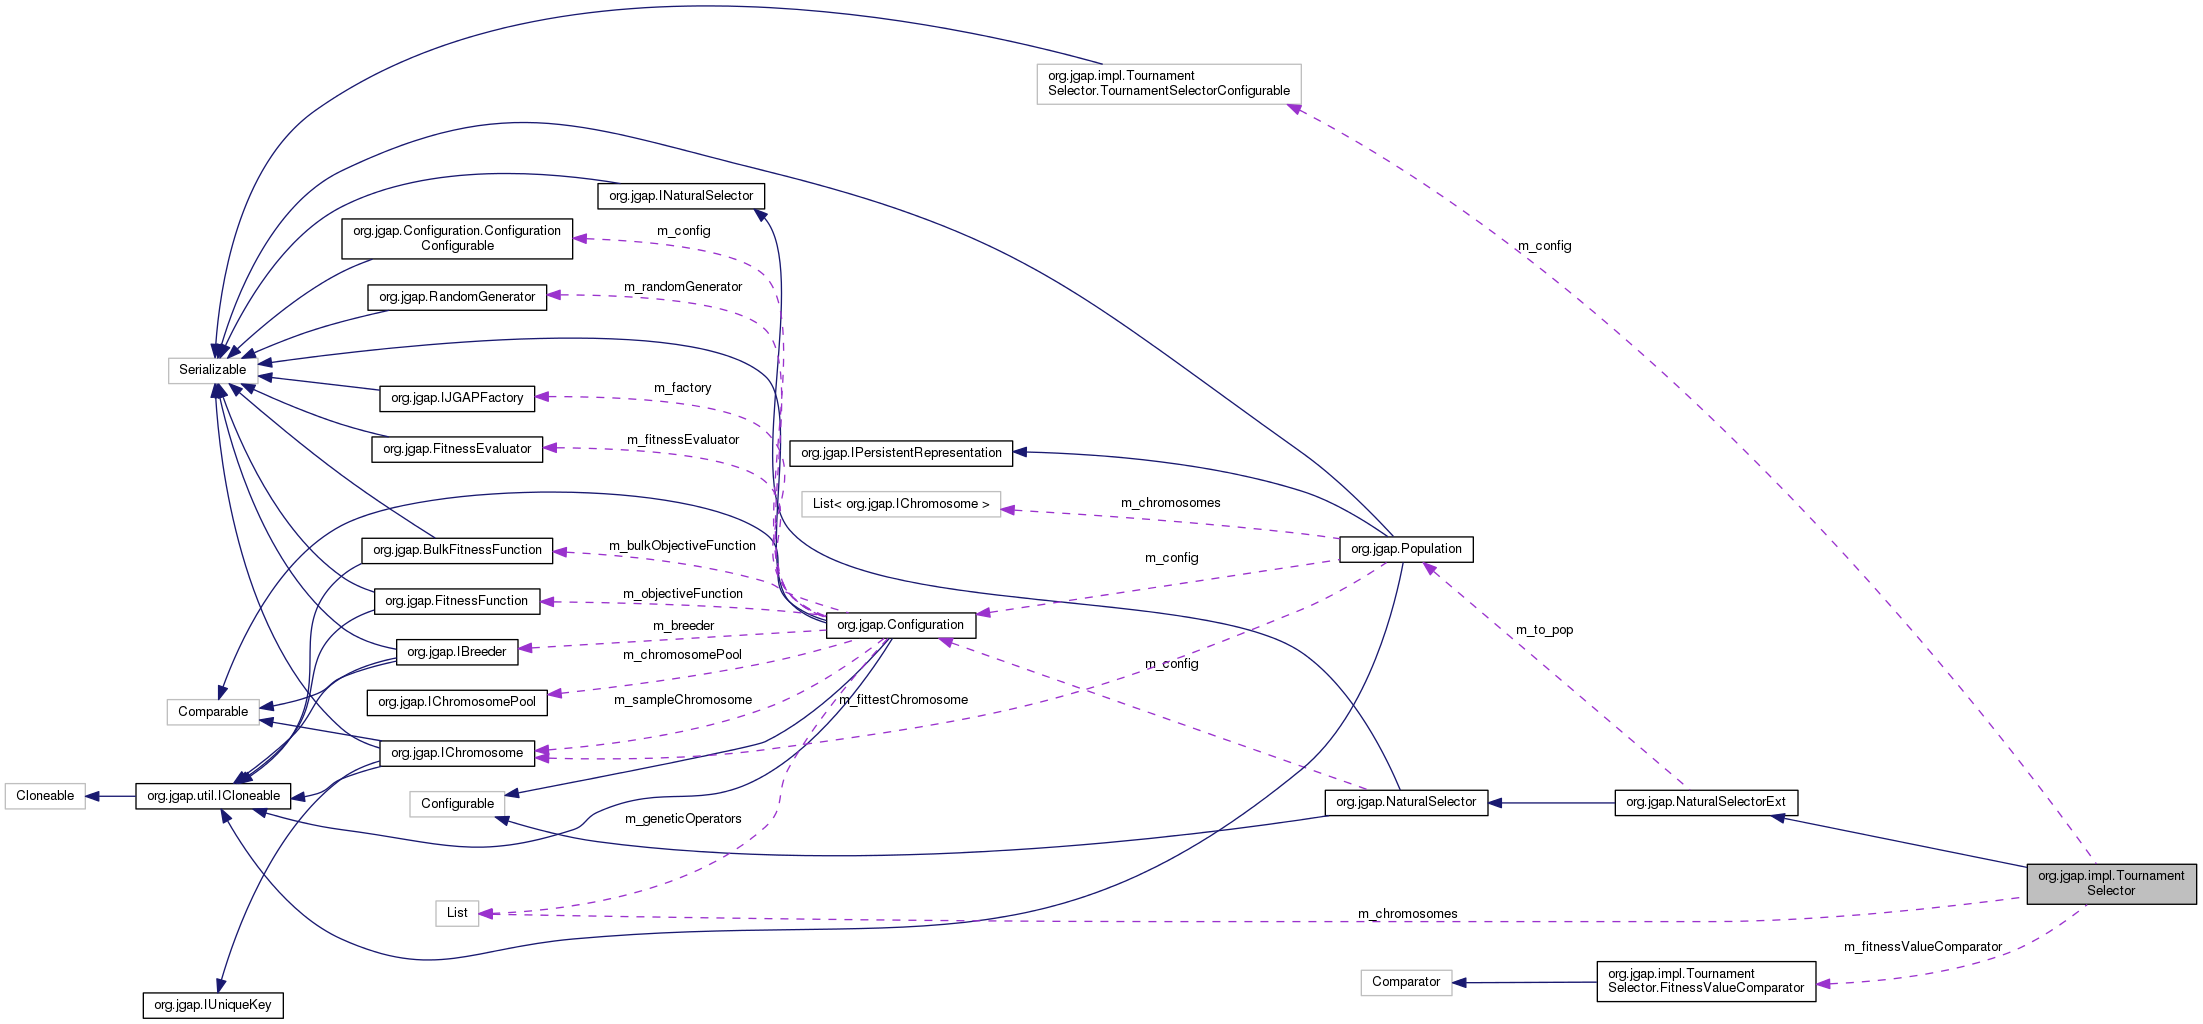 org.jgap.impl.Tournament
Selector.TournamentSelectorConfigurable
org.jgap.INaturalSelector
org.jgap.Configuration.Configuration
Configurable
m_config
m_config
org.jgap.RandomGenerator
m_randomGenerator
Serializable
org.jgap.IJGAPFactory
m_factory
org.jgap.FitnessEvaluator
m_fitnessEvaluator
org.jgap.IPersistentRepresentation
List< org.jgap.IChromosome >
m_chromosomes
org.jgap.BulkFitnessFunction
m_bulkObjectiveFunction
org.jgap.Population
m_config
org.jgap.FitnessFunction
m_objectiveFunction
org.jgap.Configuration
m_breeder
m_to_pop
org.jgap.IBreeder
m_chromosomePool
m_config
org.jgap.IChromosomePool
m_sampleChromosome
m_fittestChromosome
Comparable
org.jgap.IChromosome
Cloneable
org.jgap.util.ICloneable
Configurable
org.jgap.NaturalSelector
org.jgap.NaturalSelectorExt
m_geneticOperators
org.jgap.impl.Tournament
Selector
List
m_chromosomes
m_fitnessValueComparator
Comparator
org.jgap.impl.Tournament
Selector.FitnessValueComparator
org.jgap.IUniqueKey